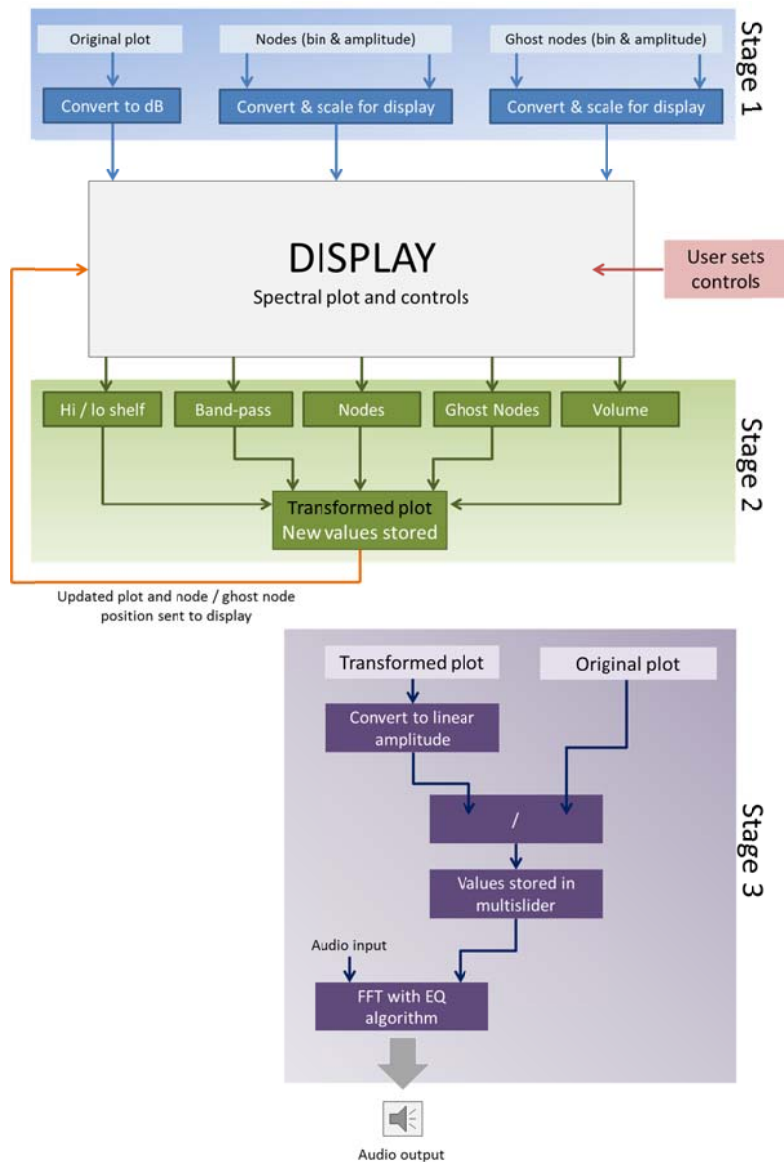 Original plot
Nodes (bin & amplitude)
Ghost nodes (bin & amplitude)
Stage 1
Convert to dB
Convert & scale for display
Convert & scale for display
DISPLAY
Spectral plot and controls
User sets
controls
Hi / lo shelf
Band-pass
Nodes
Ghost Nodes
Volume
Stage 2
Transformed plot
New values stored
Updated plot and node / ghost node
position sent to display
Transformed plot
Original plot
Convert to linear
amplitude
/
Stage 3
Values stored in
multislider
Audio input
FFT with EQ
algorithm
Audio output